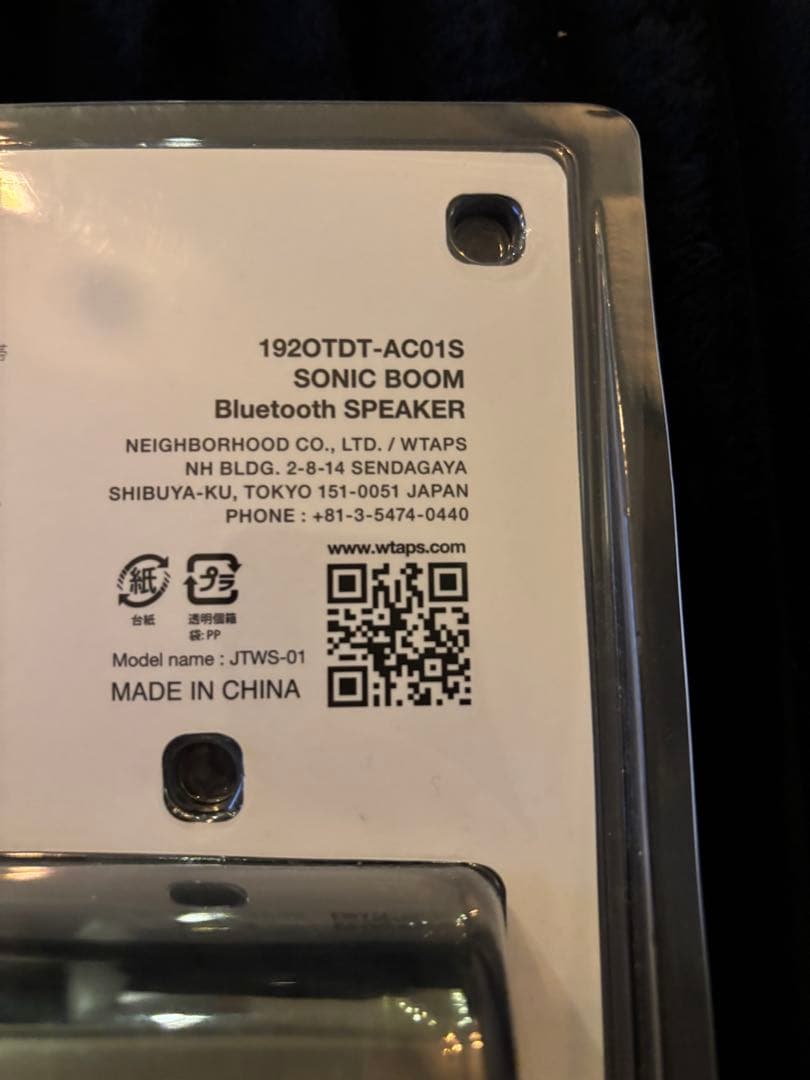 192OTDT-AC01S
SONIC BOOM
Bluetooth SPEAKER
NEIGHBORHOOD CO., LTD. / WTAPS
NH BLDG. 2-8-14 SENDAGAYA
SHIBUYA-KU, TOKYO 151-0051 JAPAN
PHONE : +81-3-5474-0440
www.wtaps.com
紙
プラ
台紙
透明個箱
袋: PP
Model name : JTWS-01
MADE IN CHINA